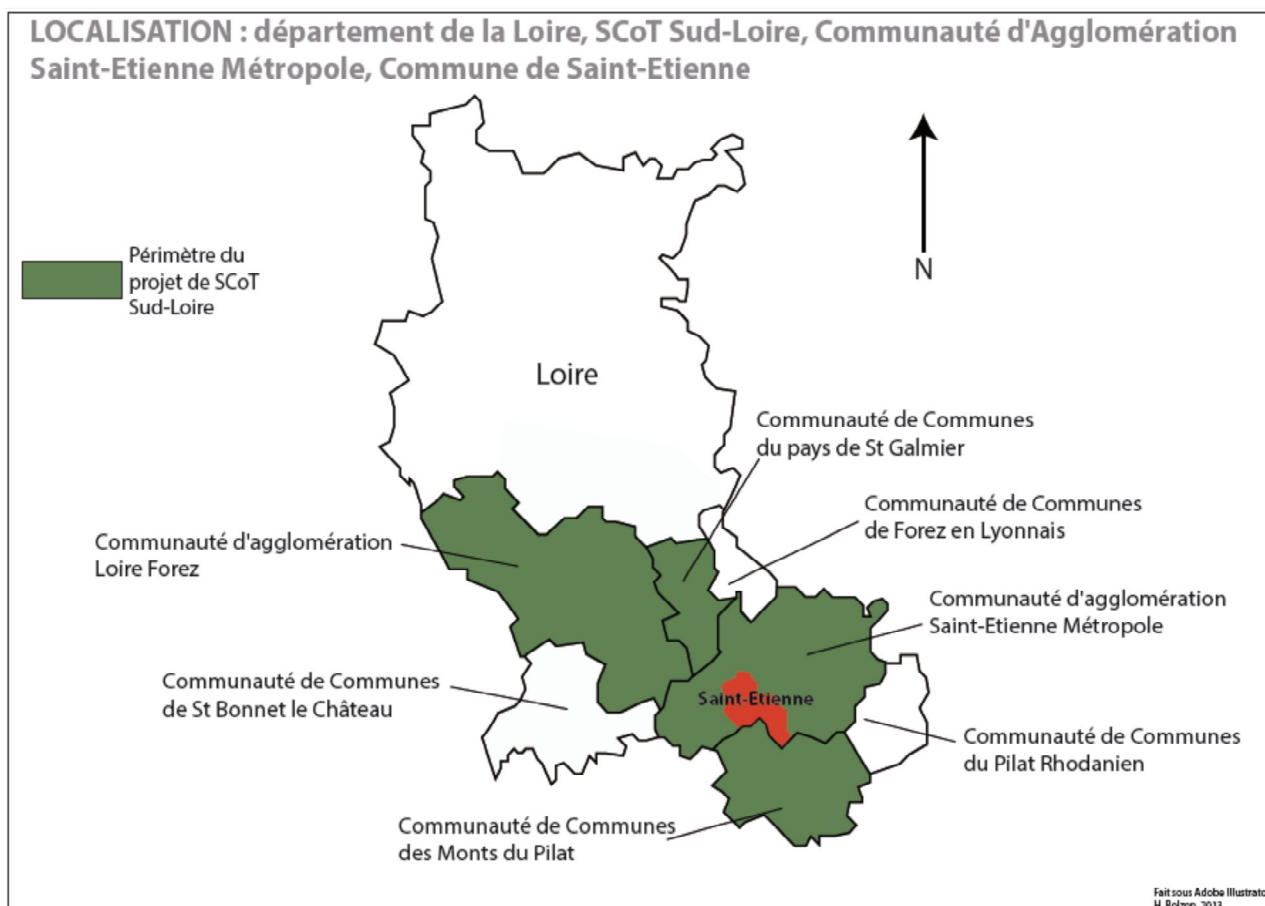 LOCALISATION : département de la Loire, SCoT Sud-Loire, Communauté d'Agglomération
Saint-Etienne Métropole, Commune de Saint-Etienne
Périmètre du
projet de SCoT
Sud-Loire
N
Loire
Communauté de Communes
du pays de St Galmier
Communauté de Communes
de Forez en Lyonnais
Communauté d'agglomération
Loire Forez
Communauté d'agglomération
Saint-Etienne Métropole
Communauté de Communes
de St Bonnet le Château
Saint-Etienne
Communauté de Communes
du Pilat Rhodanien
Communauté de Communes
des Monts du Pilat
Fait sous Adobe Illustrato
H. Bolzon, 2013